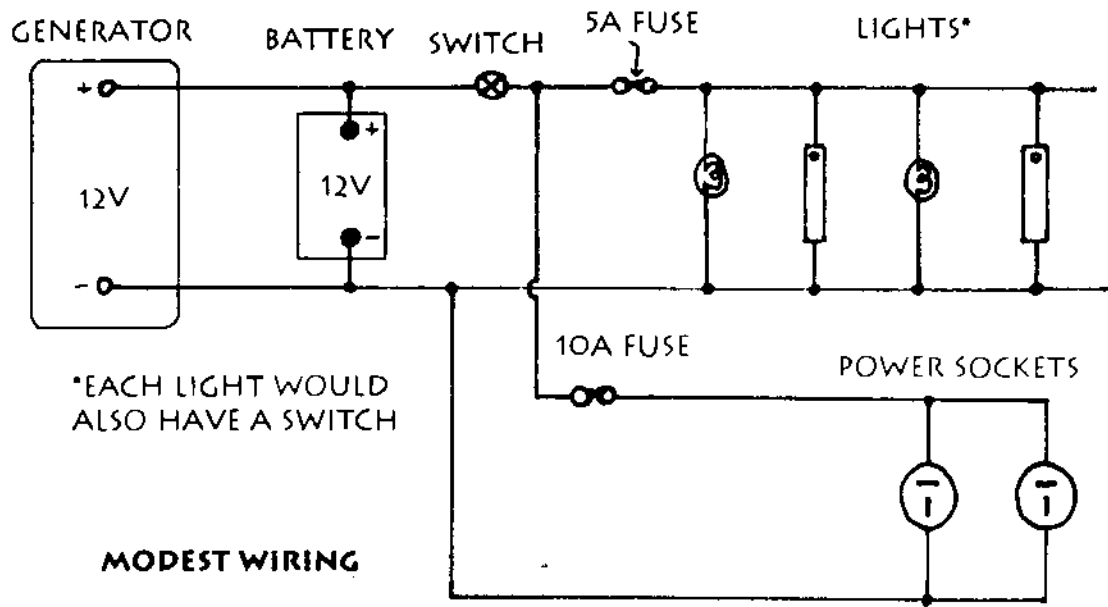 GENERATOR
BATTERY
SWITCH
5A FUSE
LIGHTS*
+
+
12V
12V
-
-
10A FUSE
POWER SOCKETS
*EACH LIGHT WOULD
ALSO HAVE A SWITCH
MODEST WIRING